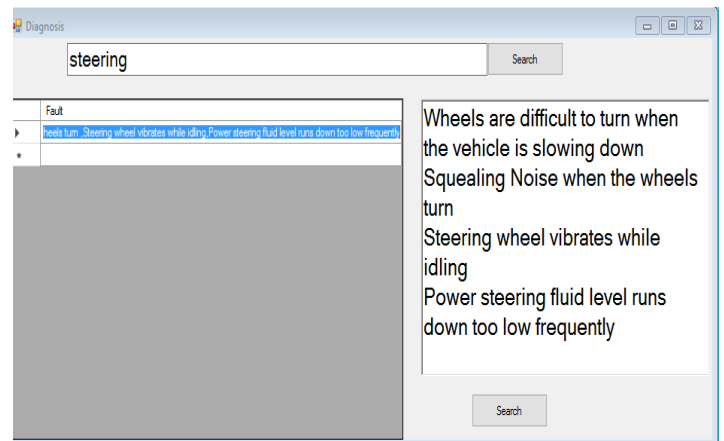 Diagnosis
steering
Search
Fault
heels turn ,Steering wheel vibrates while idling,Power steering fluid level runs down too low frequently
Wheels are difficult to turn when
the vehicle is slowing down
Squealing Noise when the wheels
turn
Steering wheel vibrates while
idling
Power steering fluid level runs
down too low frequently
Search